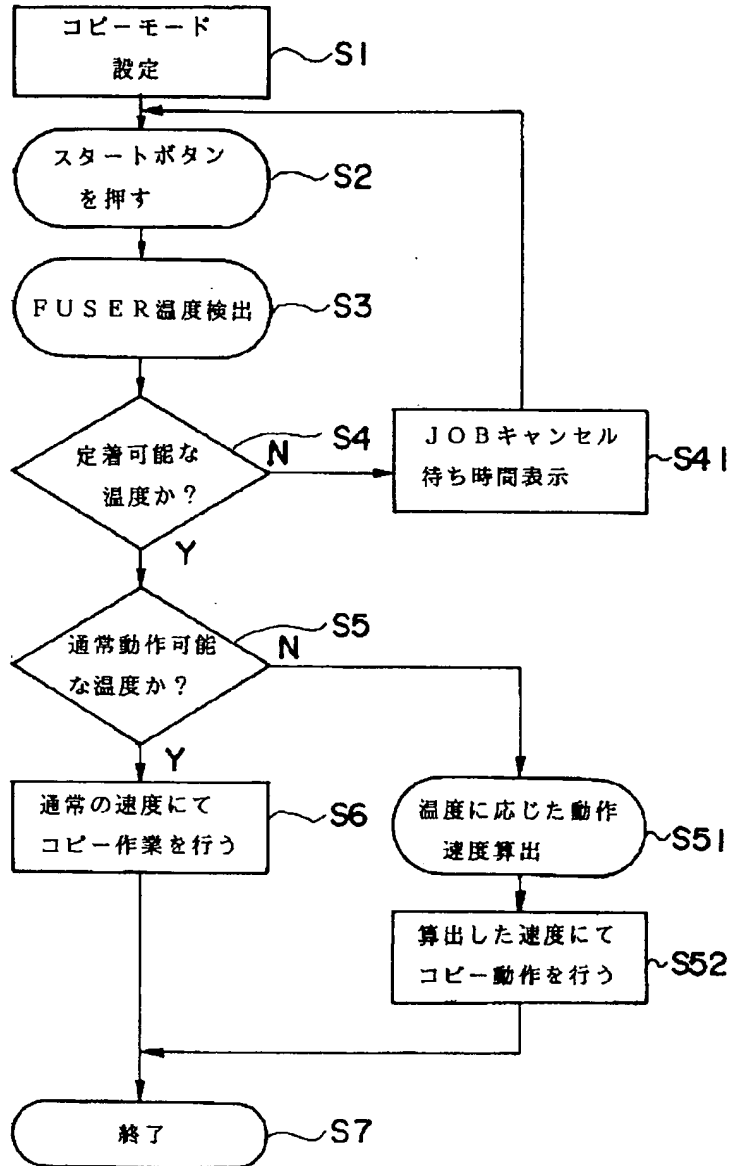 コピーモード
設定
S1
スタートボタン
を押す
S2
FUSER温度検出
S3
定着可能な
温度か?
S4
N
JOBキャンセル
待ち時間表示
S41
Y
通常動作可能
な温度か?
S5
N
Y
通常の速度にて
コピー作業を行う
S6
温度に応じた動作
速度算出
S51
算出した速度にて
コピー動作を行う
S52
終了
S7